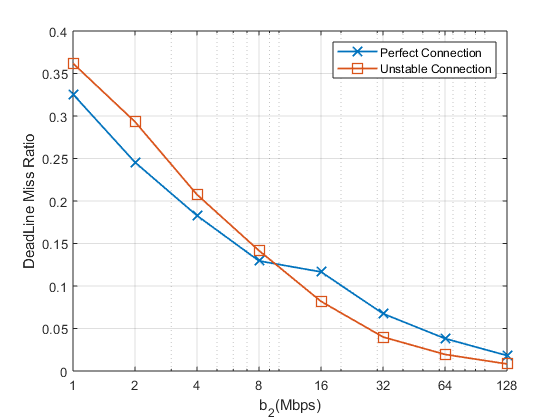 0.4
0.35
0.3
0.25
0.2
0.15
0.1
0.05
0
DeadLine Miss Ratio
Perfect Connection
Unstable Connection
1 2 4 8 16 32 64 128
b2(Mbps)